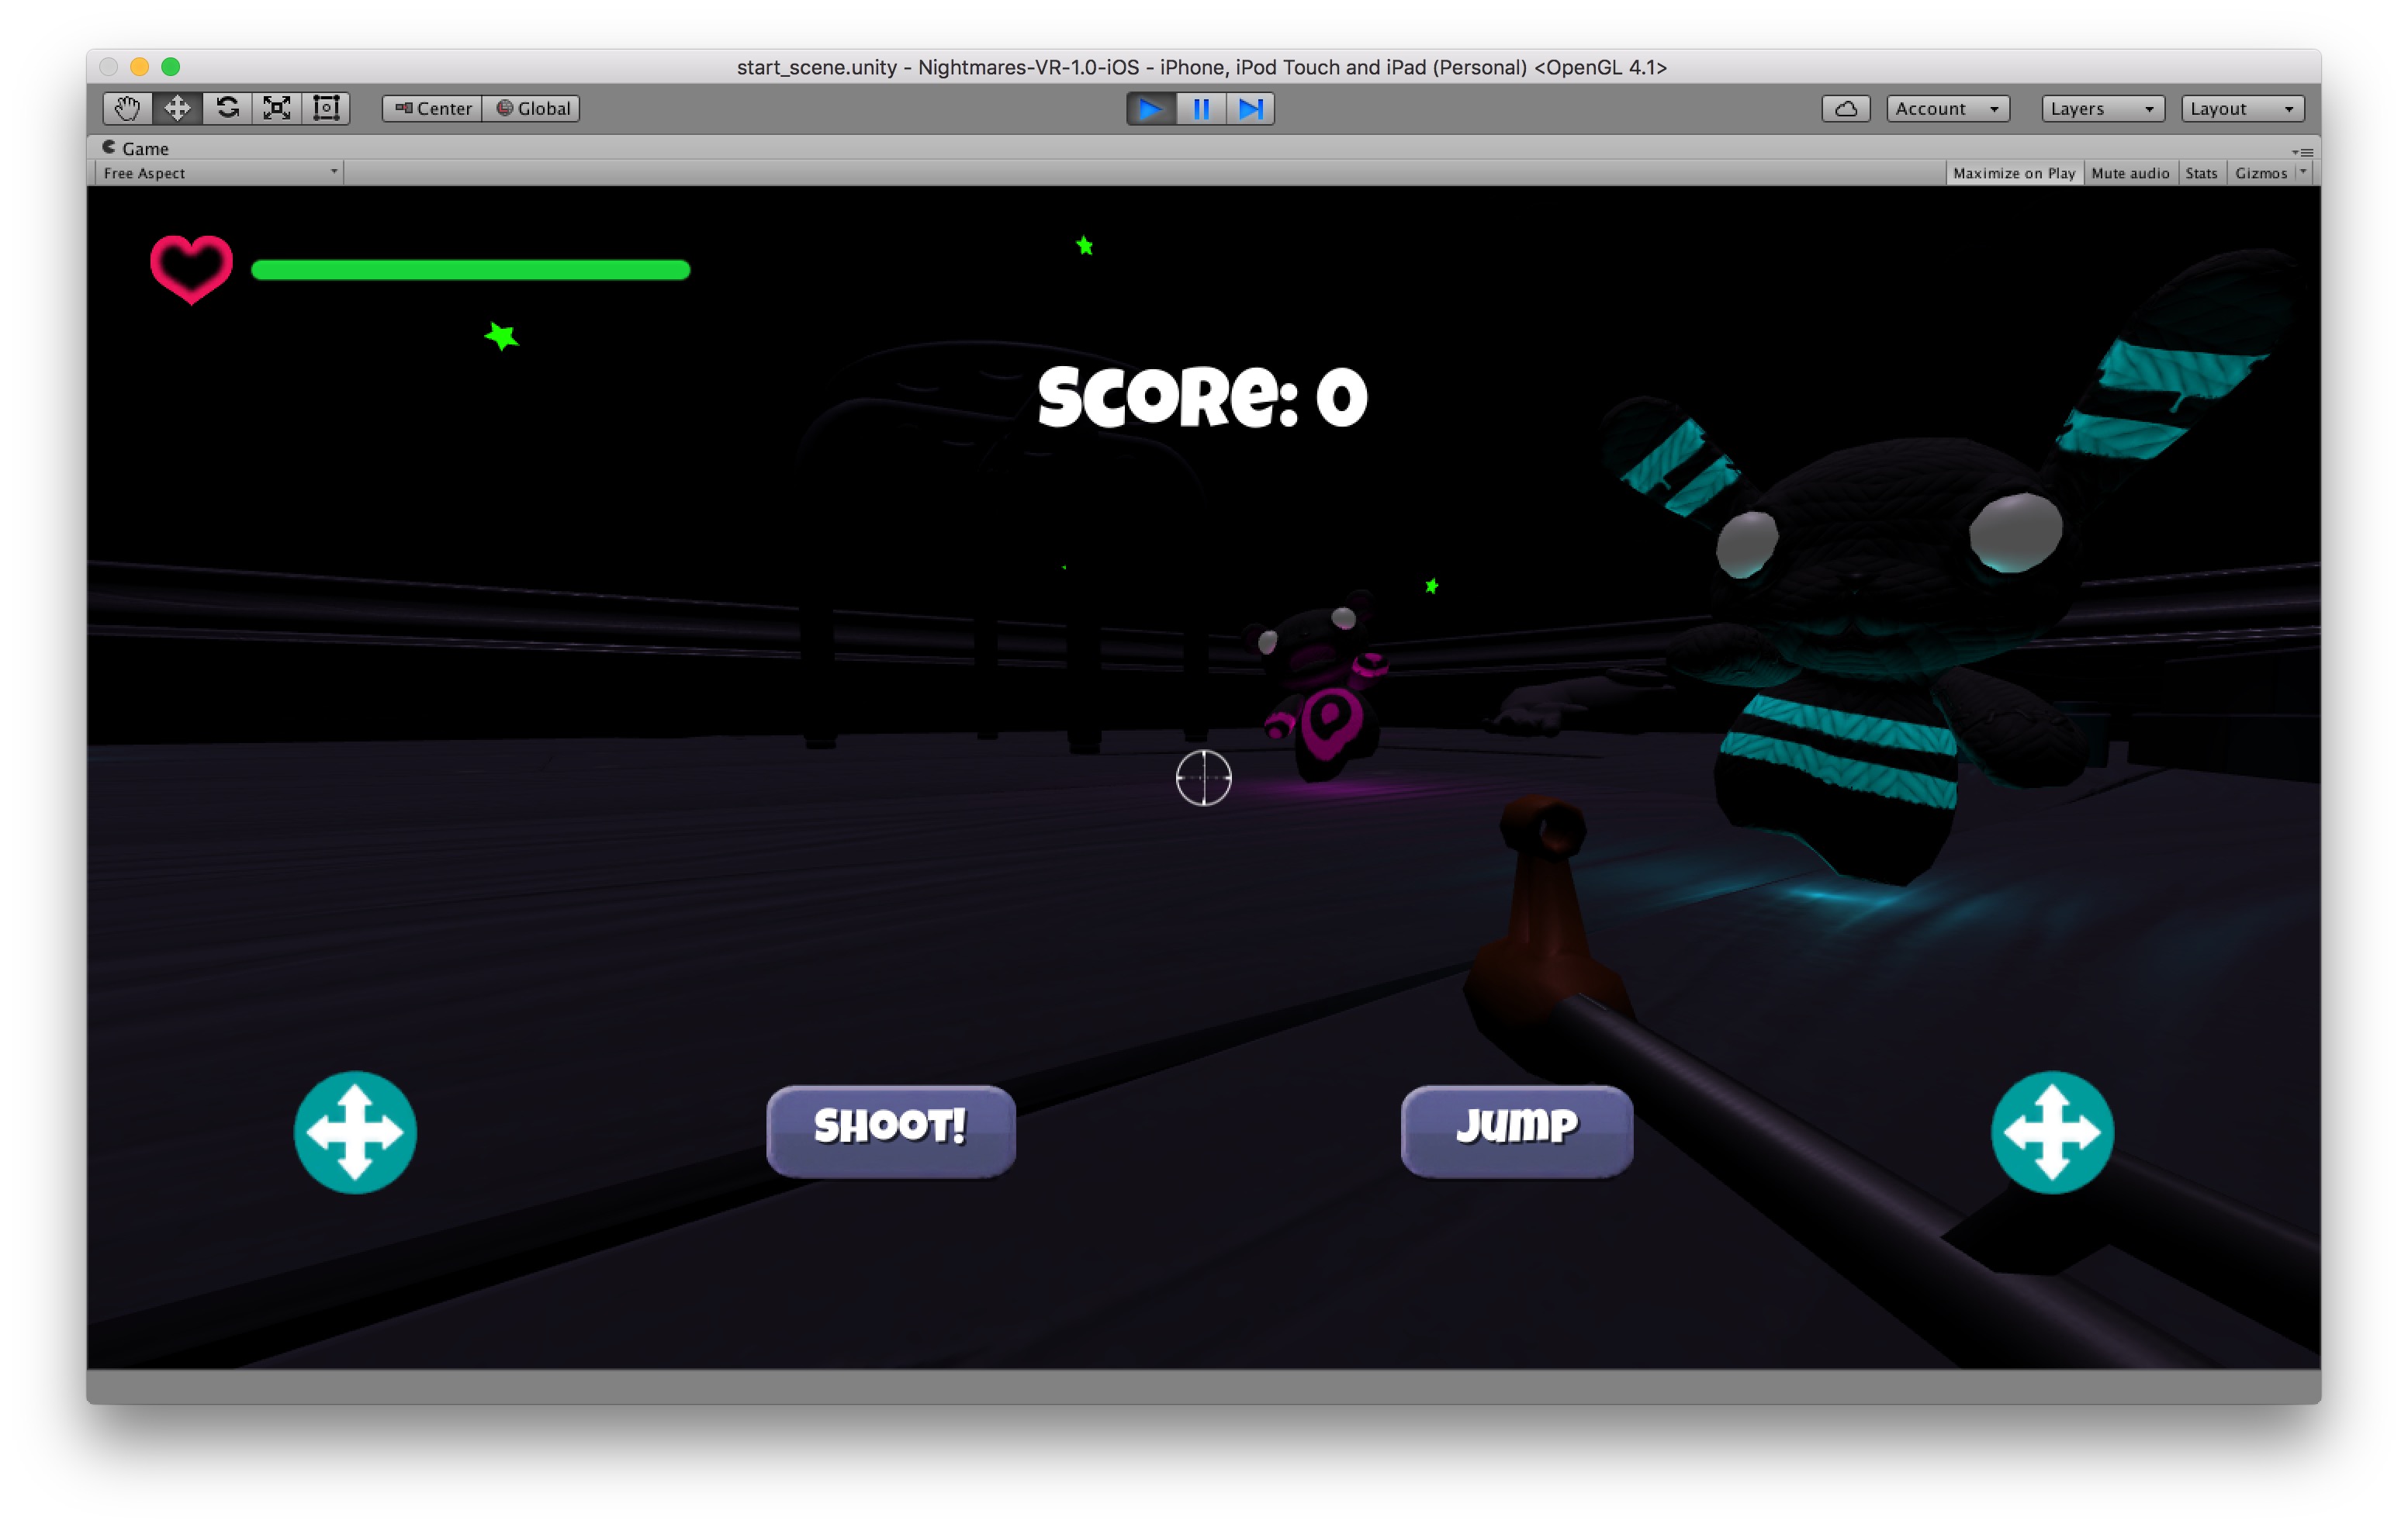 start_scene.unity - Nightmares-VR-1.0-iOS - iPhone, iPod Touch and iPad (Personal) <OpenGL 4.1>
Center Global Account Layers Layout
Game
Free Aspect Maximize on Play Mute audio Stats Gizmos
SCORE: 0
SHOOT! JUMP